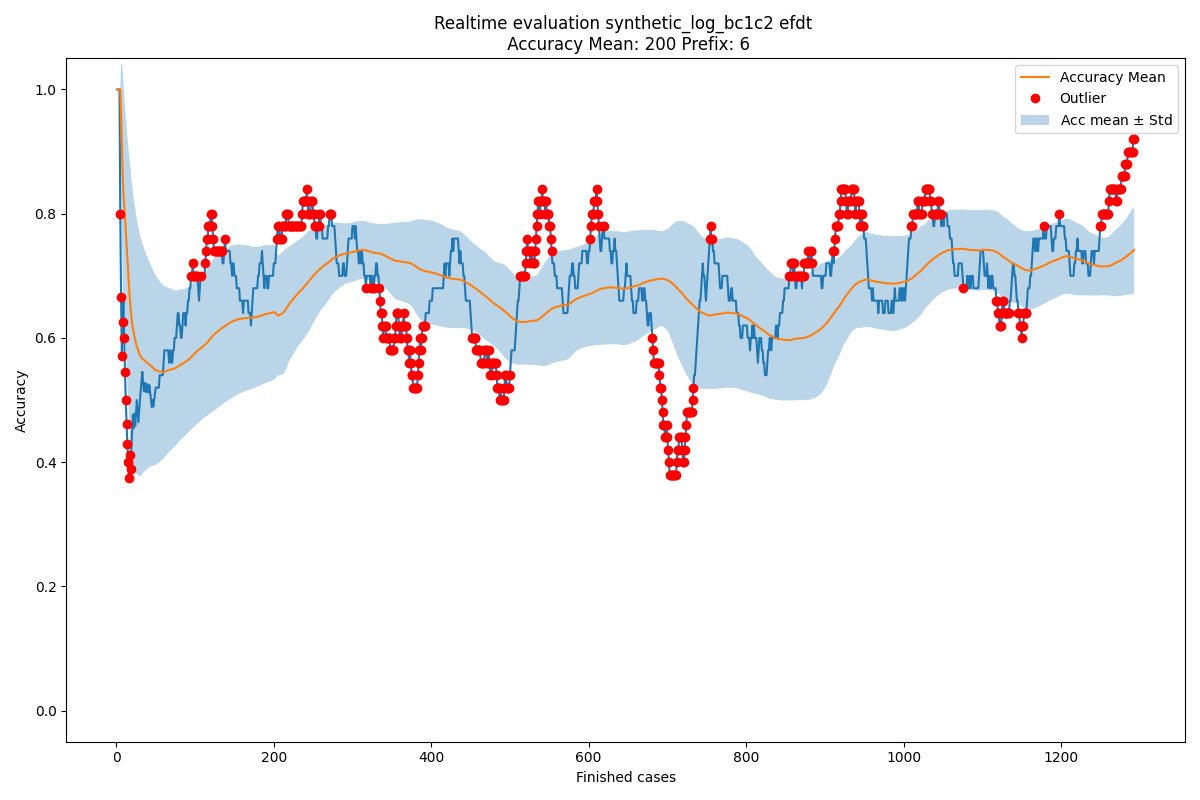 Realtime evaluation synthetic_log_bc1c2 efdt
Accuracy Mean: 200 Prefix: 6
Accuracy Mean
Outlier
Acc mean ± Std
1.0
0.8
0.6
0.4
0.2
0.0
Accuracy
0
200
400
600
800
1000
1200
Finished cases